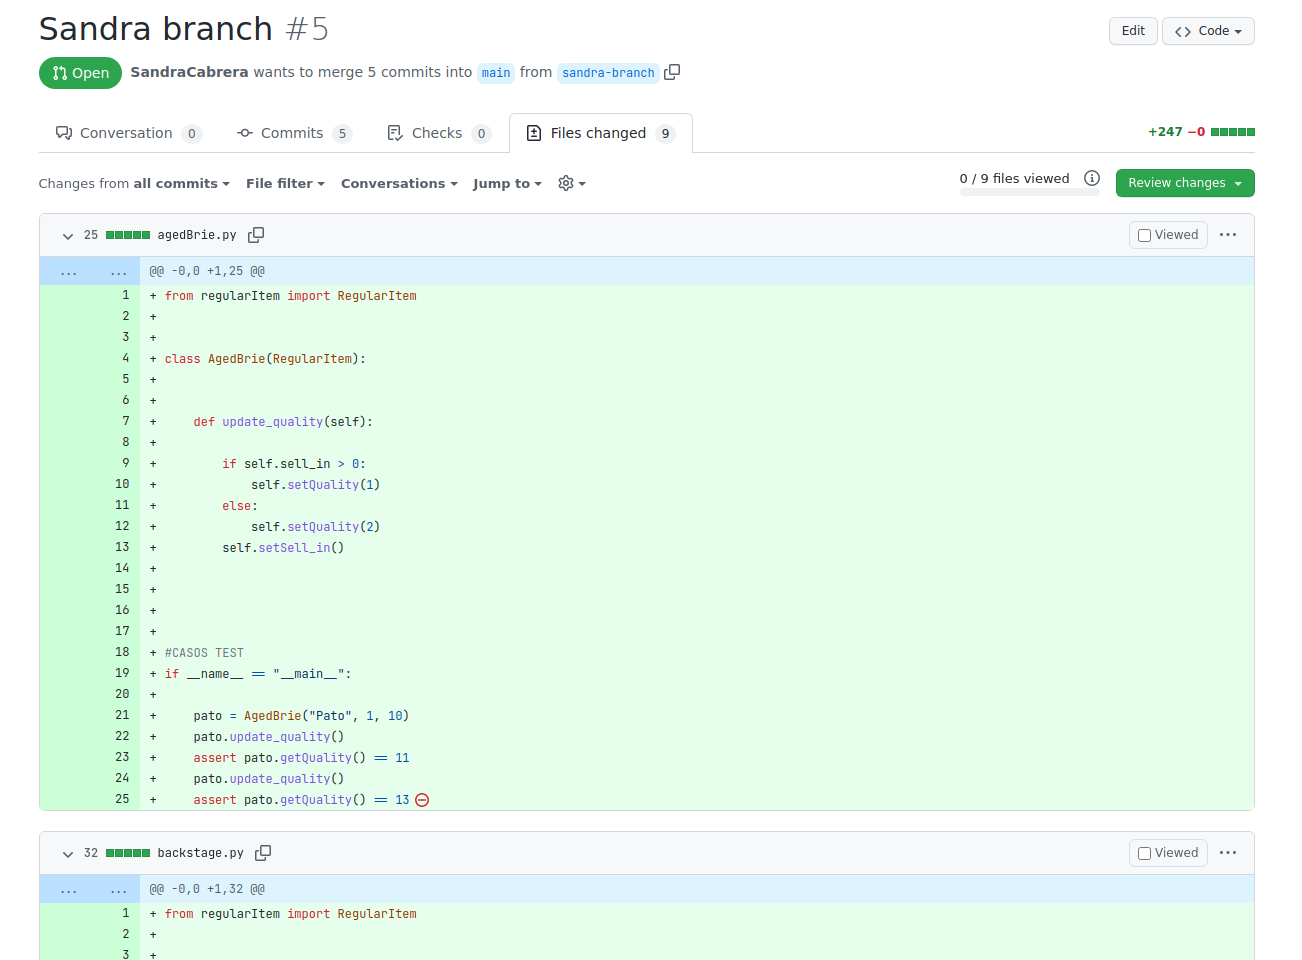 Sandra branch #5
Edit
Code
Open
SandraCabrera wants to merge 5 commits into main from sandra-branch
Conversation 0
Commits 5
Checks 0
Files changed 9
+247 −0
Changes from all commits
File filter
Conversations
Jump to
0 / 9 files viewed
Review changes
25 agedBrie.py
Viewed
... ... @@ -0,0 +1,25 @@
1 + from regularItem import RegularItem
2 +
3 +
4 + class AgedBrie(RegularItem):
5 +
6 +
7 +     def update_quality(self):
8 +
9 +         if self.sell_in > 0:
10 +             self.setQuality(1)
11 +         else:
12 +             self.setQuality(2)
13 +         self.setSell_in()
14 +
15 +
16 +
17 +
18 + #CASOS TEST
19 + if __name__ == "__main__":
20 +
21 +     pato = AgedBrie("Pato", 1, 10)
22 +     pato.update_quality()
23 +     assert pato.getQuality() == 11
24 +     pato.update_quality()
25 +     assert pato.getQuality() == 13
32 backstage.py
Viewed
... ... @@ -0,0 +1,32 @@
1 + from regularItem import RegularItem
2 +
3 +